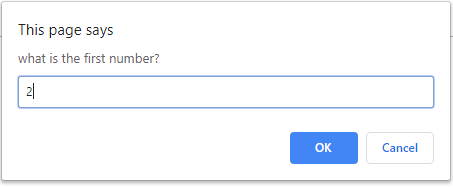 This page says
what is the first number?
2
OK Cancel